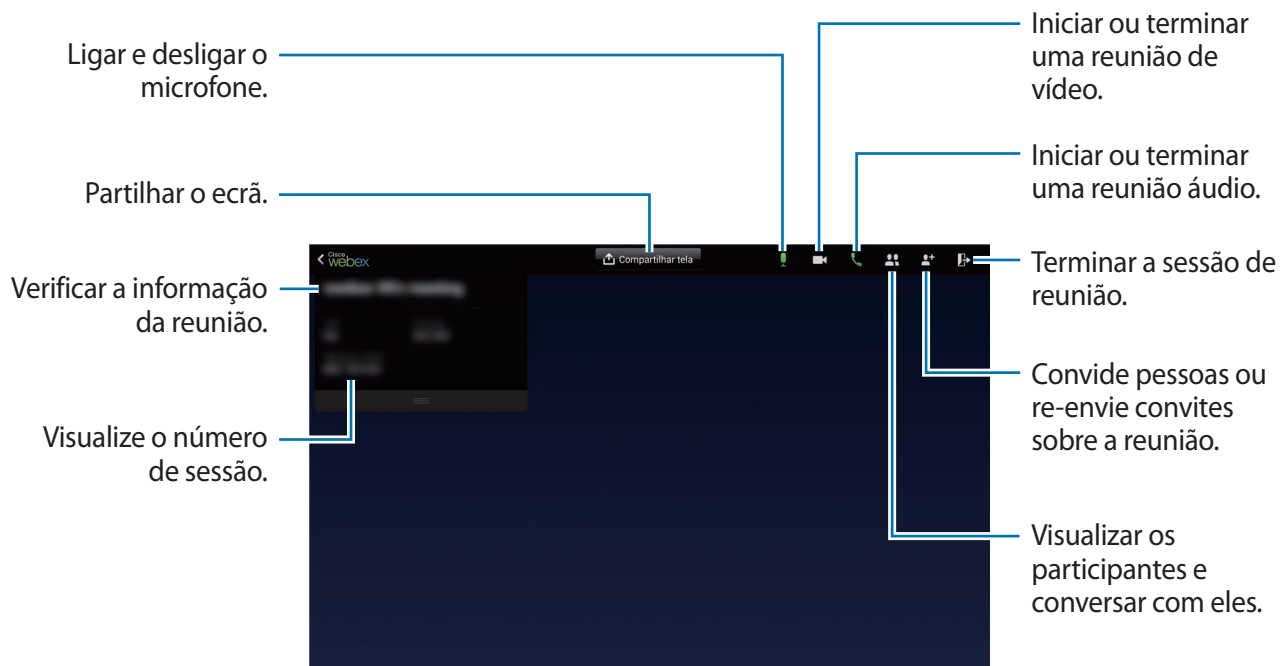 Ligar e desligar o
microfone.
Partilhar o ecrã.
Verificar a informação
da reunião.
Visualize o número
de sessão.
Cisco
webex
Compartilhar tela
Iniciar ou terminar
uma reunião de
vídeo.
Iniciar ou terminar
uma reunião áudio.
Terminar a sessão de
reunião.
Convide pessoas ou
re-envie convites
sobre a reunião.
Visualizar os
participantes e
conversar com eles.